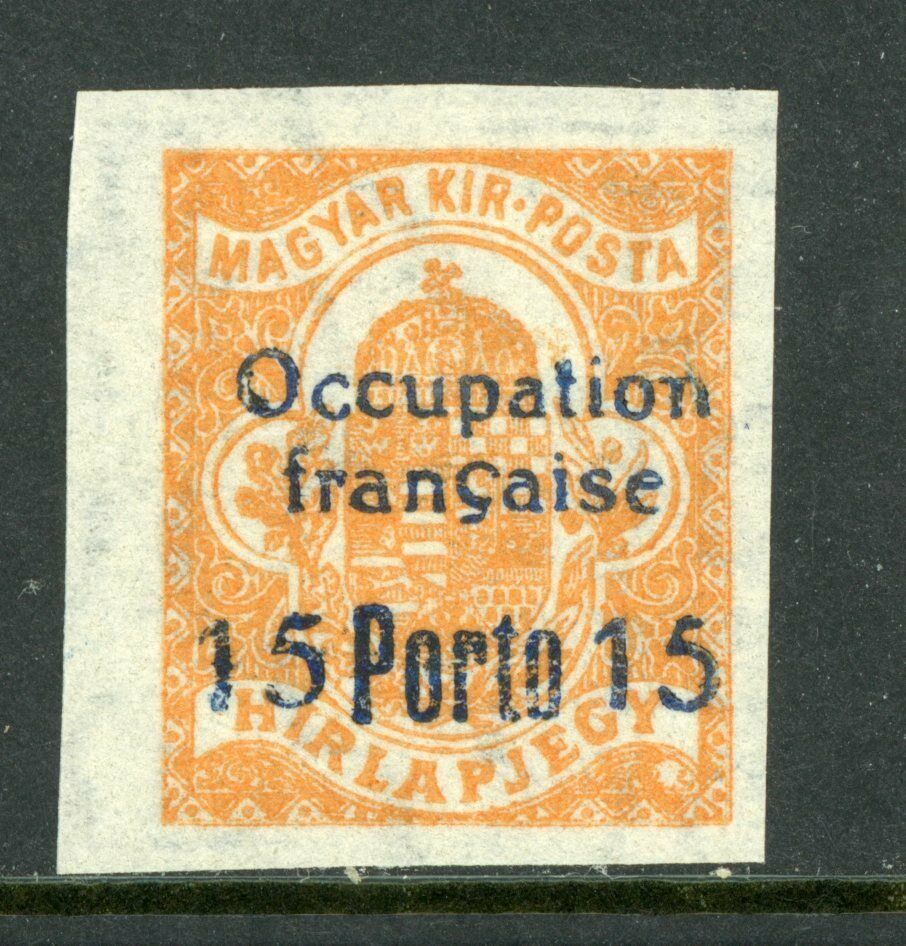 MAGYAR KIR·POSTA
Occupation
française
15 Porto 15
HIRLAPJEGY